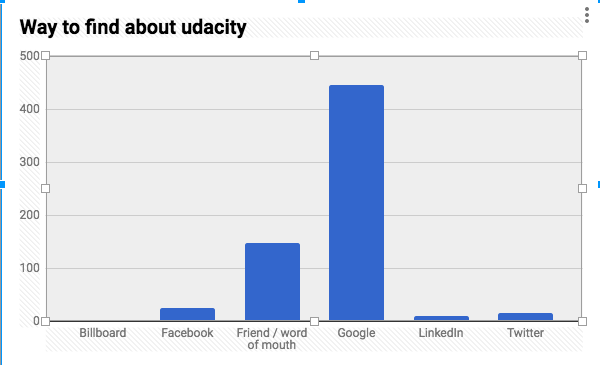 Way to find about udacity
500
400
300
200
100
0
Billboard
Facebook
Friend / word
of mouth
Google
LinkedIn
Twitter